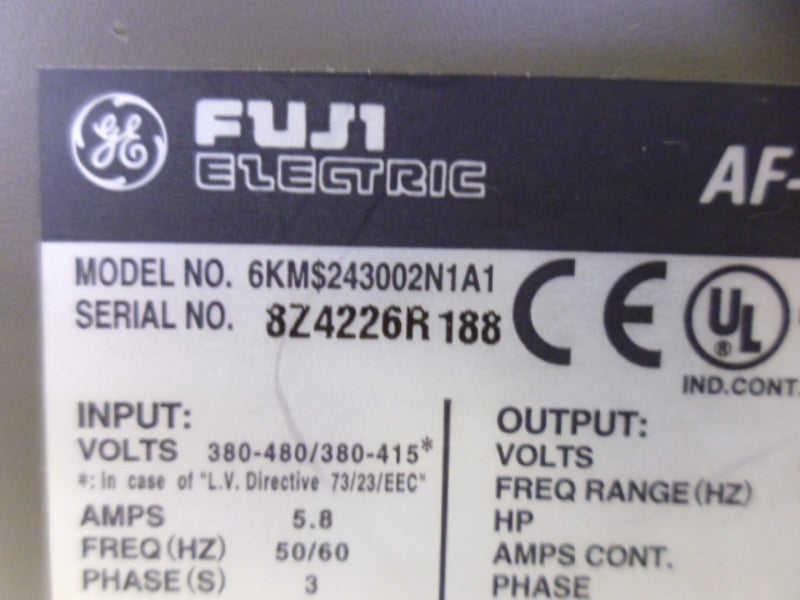 GE FUJI
ELECTRIC
AF-
MODEL NO. 6KM$243002N1A1
SERIAL NO. 8Z4226R188
CE
UL
®
IND.CONT.
INPUT:
VOLTS 380-480/380-415*
*: In case of "L.V. Directive 73/23/EEC"
AMPS 5.8
FREQ(HZ) 50/60
PHASE(S) 3
OUTPUT:
VOLTS
FREQ RANGE(HZ)
HP
AMPS CONT.
PHASE